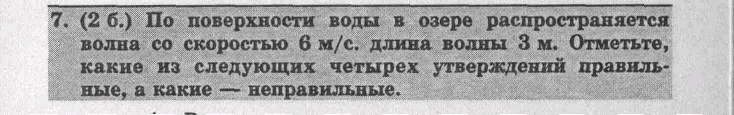 7. (2 б.) По поверхности воды в озере распространяется
волна со скоростью 6 м/с. длина волны 3 м. Отметьте,
какие из следующих четырех утверждений правиль-
ные, а какие — неправильные.